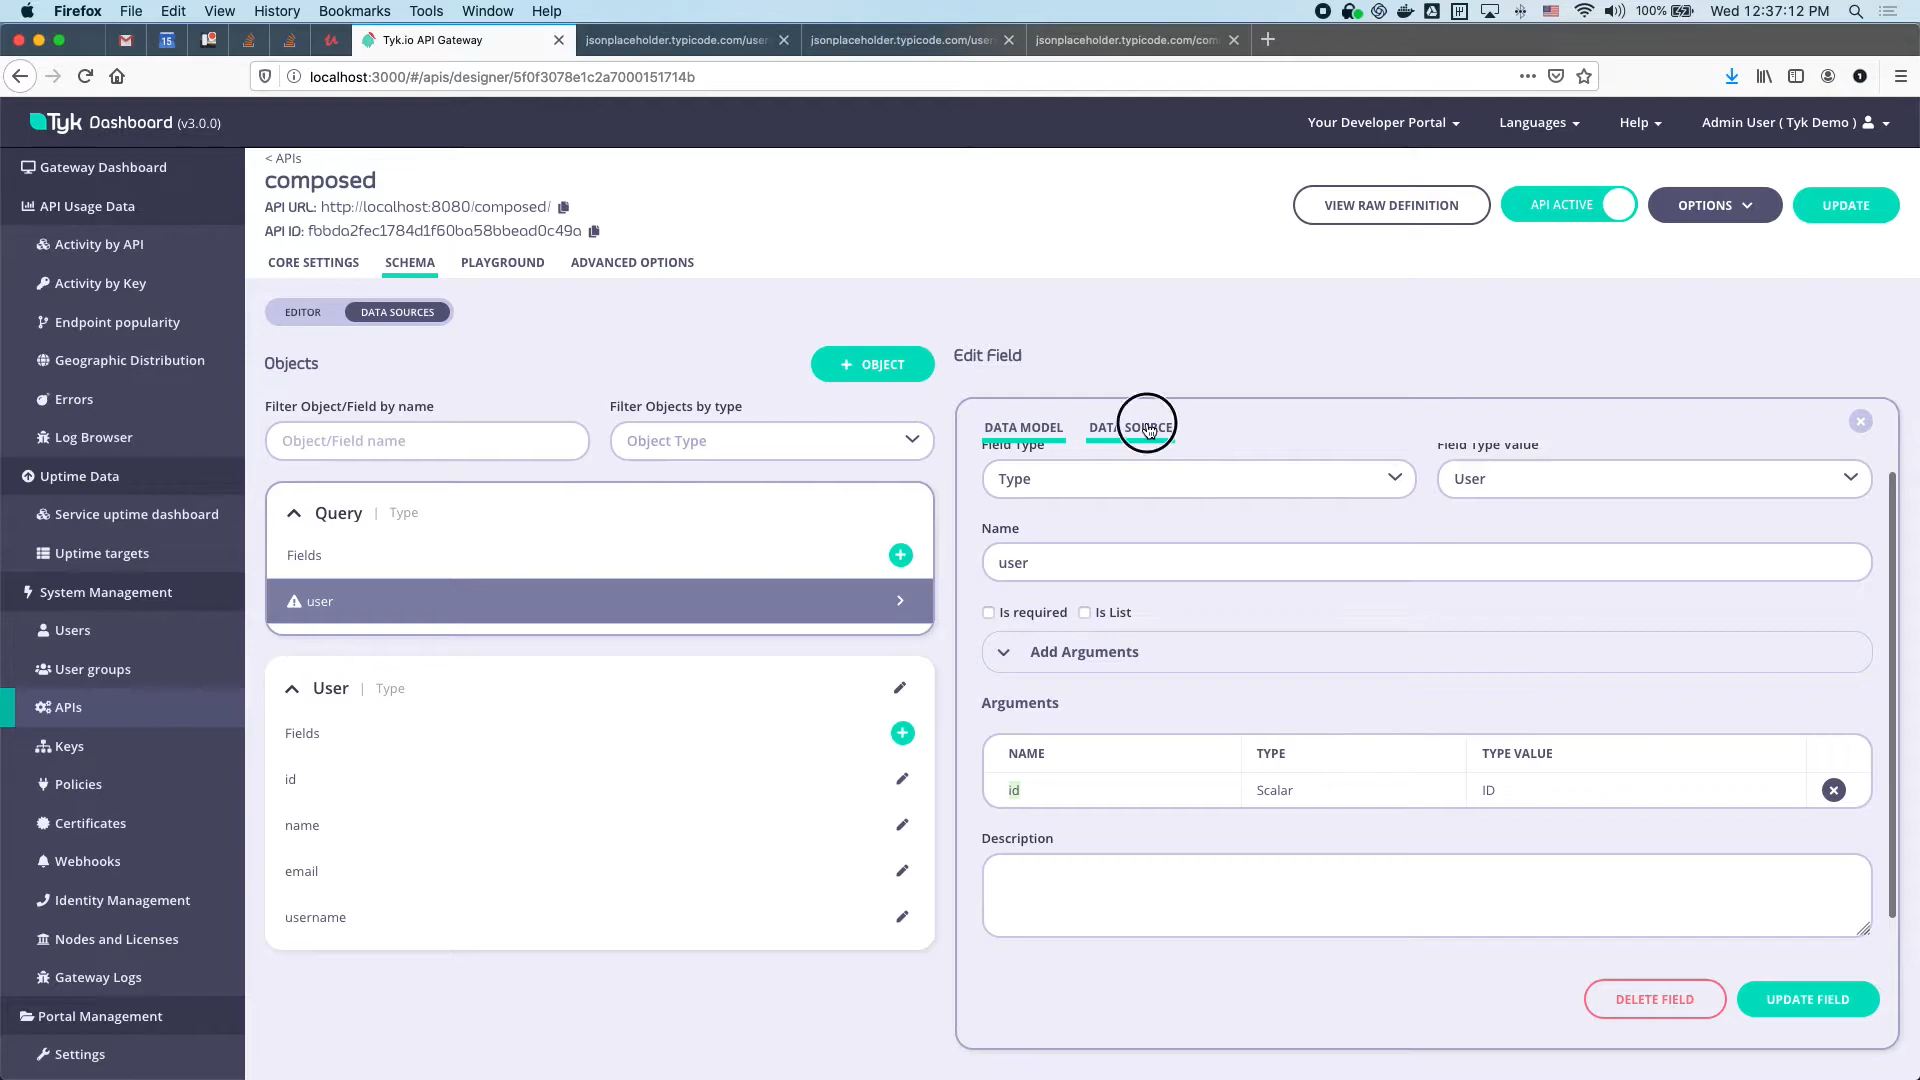 Firefox File Edit View History Bookmarks Tools Window Help 100% Wed 12:37:12 PM
15 Tyk.io API Gateway jsonplaceholder.typicode.com/user jsonplaceholder.typicode.com/user jsonplaceholder.typicode.com/com
localhost:3000/#/apis/designer/5f0f3078e1c2a7000151714b
Tyk Dashboard (v3.0.0) Your Developer Portal Languages Help Admin User ( Tyk Demo )
Gateway Dashboard
API Usage Data
Activity by API
Activity by Key
Endpoint popularity
Geographic Distribution
Errors
Log Browser
Uptime Data
Service uptime dashboard
Uptime targets
System Management
Users
User groups
APIs
Keys
Policies
Certificates
Webhooks
Identity Management
Nodes and Licenses
Gateway Logs
Portal Management
Settings
< APIs
composed
API URL: http://localhost:8080/composed/
API ID: fbbda2fec1784d1f60ba58bbead0c49a
VIEW RAW DEFINITION API ACTIVE OPTIONS UPDATE
CORE SETTINGS SCHEMA PLAYGROUND ADVANCED OPTIONS
EDITOR DATA SOURCES
Objects + OBJECT
Filter Object/Field by name Filter Objects by type
Object/Field name Object Type
Query | Type
Fields
user
User | Type
Fields
id
name
email
username
Edit Field
DATA MODEL DATA SOURCE
Field Type Field Type Value
Type User
Name
user
Is required Is List
Add Arguments
Arguments
NAME TYPE TYPE VALUE
id Scalar ID
Description
DELETE FIELD UPDATE FIELD